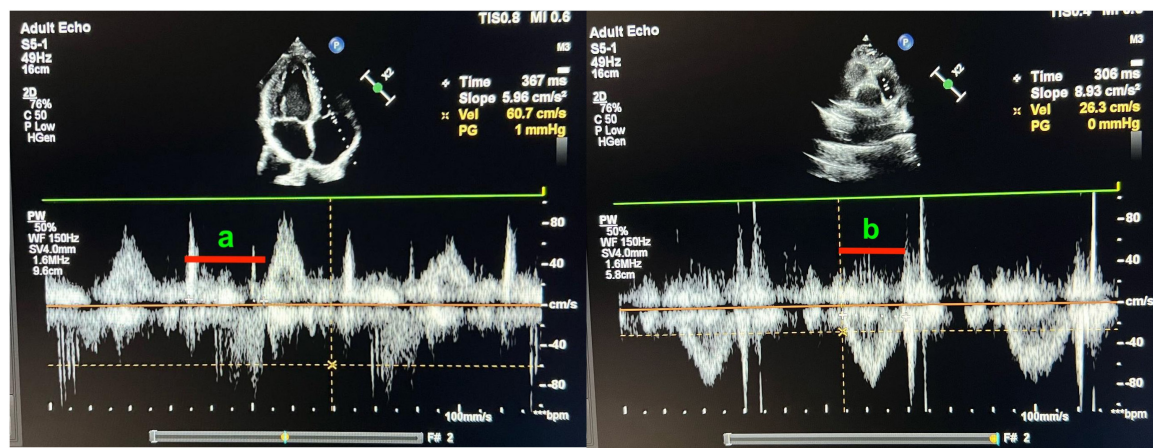 TIS0.8 MI 0.6
Adult Echo
S5-1
49Hz
16cm
2D
76%
C 50
P Low
HGen
P
X2
M3
Time 367 ms
Slope 5.96 cm/s²
Vel 60.7 cm/s
PG 1 mmHg
PW
50%
WF 150Hz
SV4.0mm
1.6MHz
9.6cm
a
80
40
cm/s
-40
-80
100mm/s
***bpm
F# 2
Adult Echo
S5-1
49Hz
16cm
2D
76%
C 50
P Low
HGen
P
X2
M3
Time 306 ms
Slope 8.93 cm/s²
Vel 26.3 cm/s
PG 0 mmHg
PW
50%
WF 150Hz
SV4.0mm
1.6MHz
5.8cm
b
80
40
cm/s
-40
-80
100mm/s
***bpm
F# 2